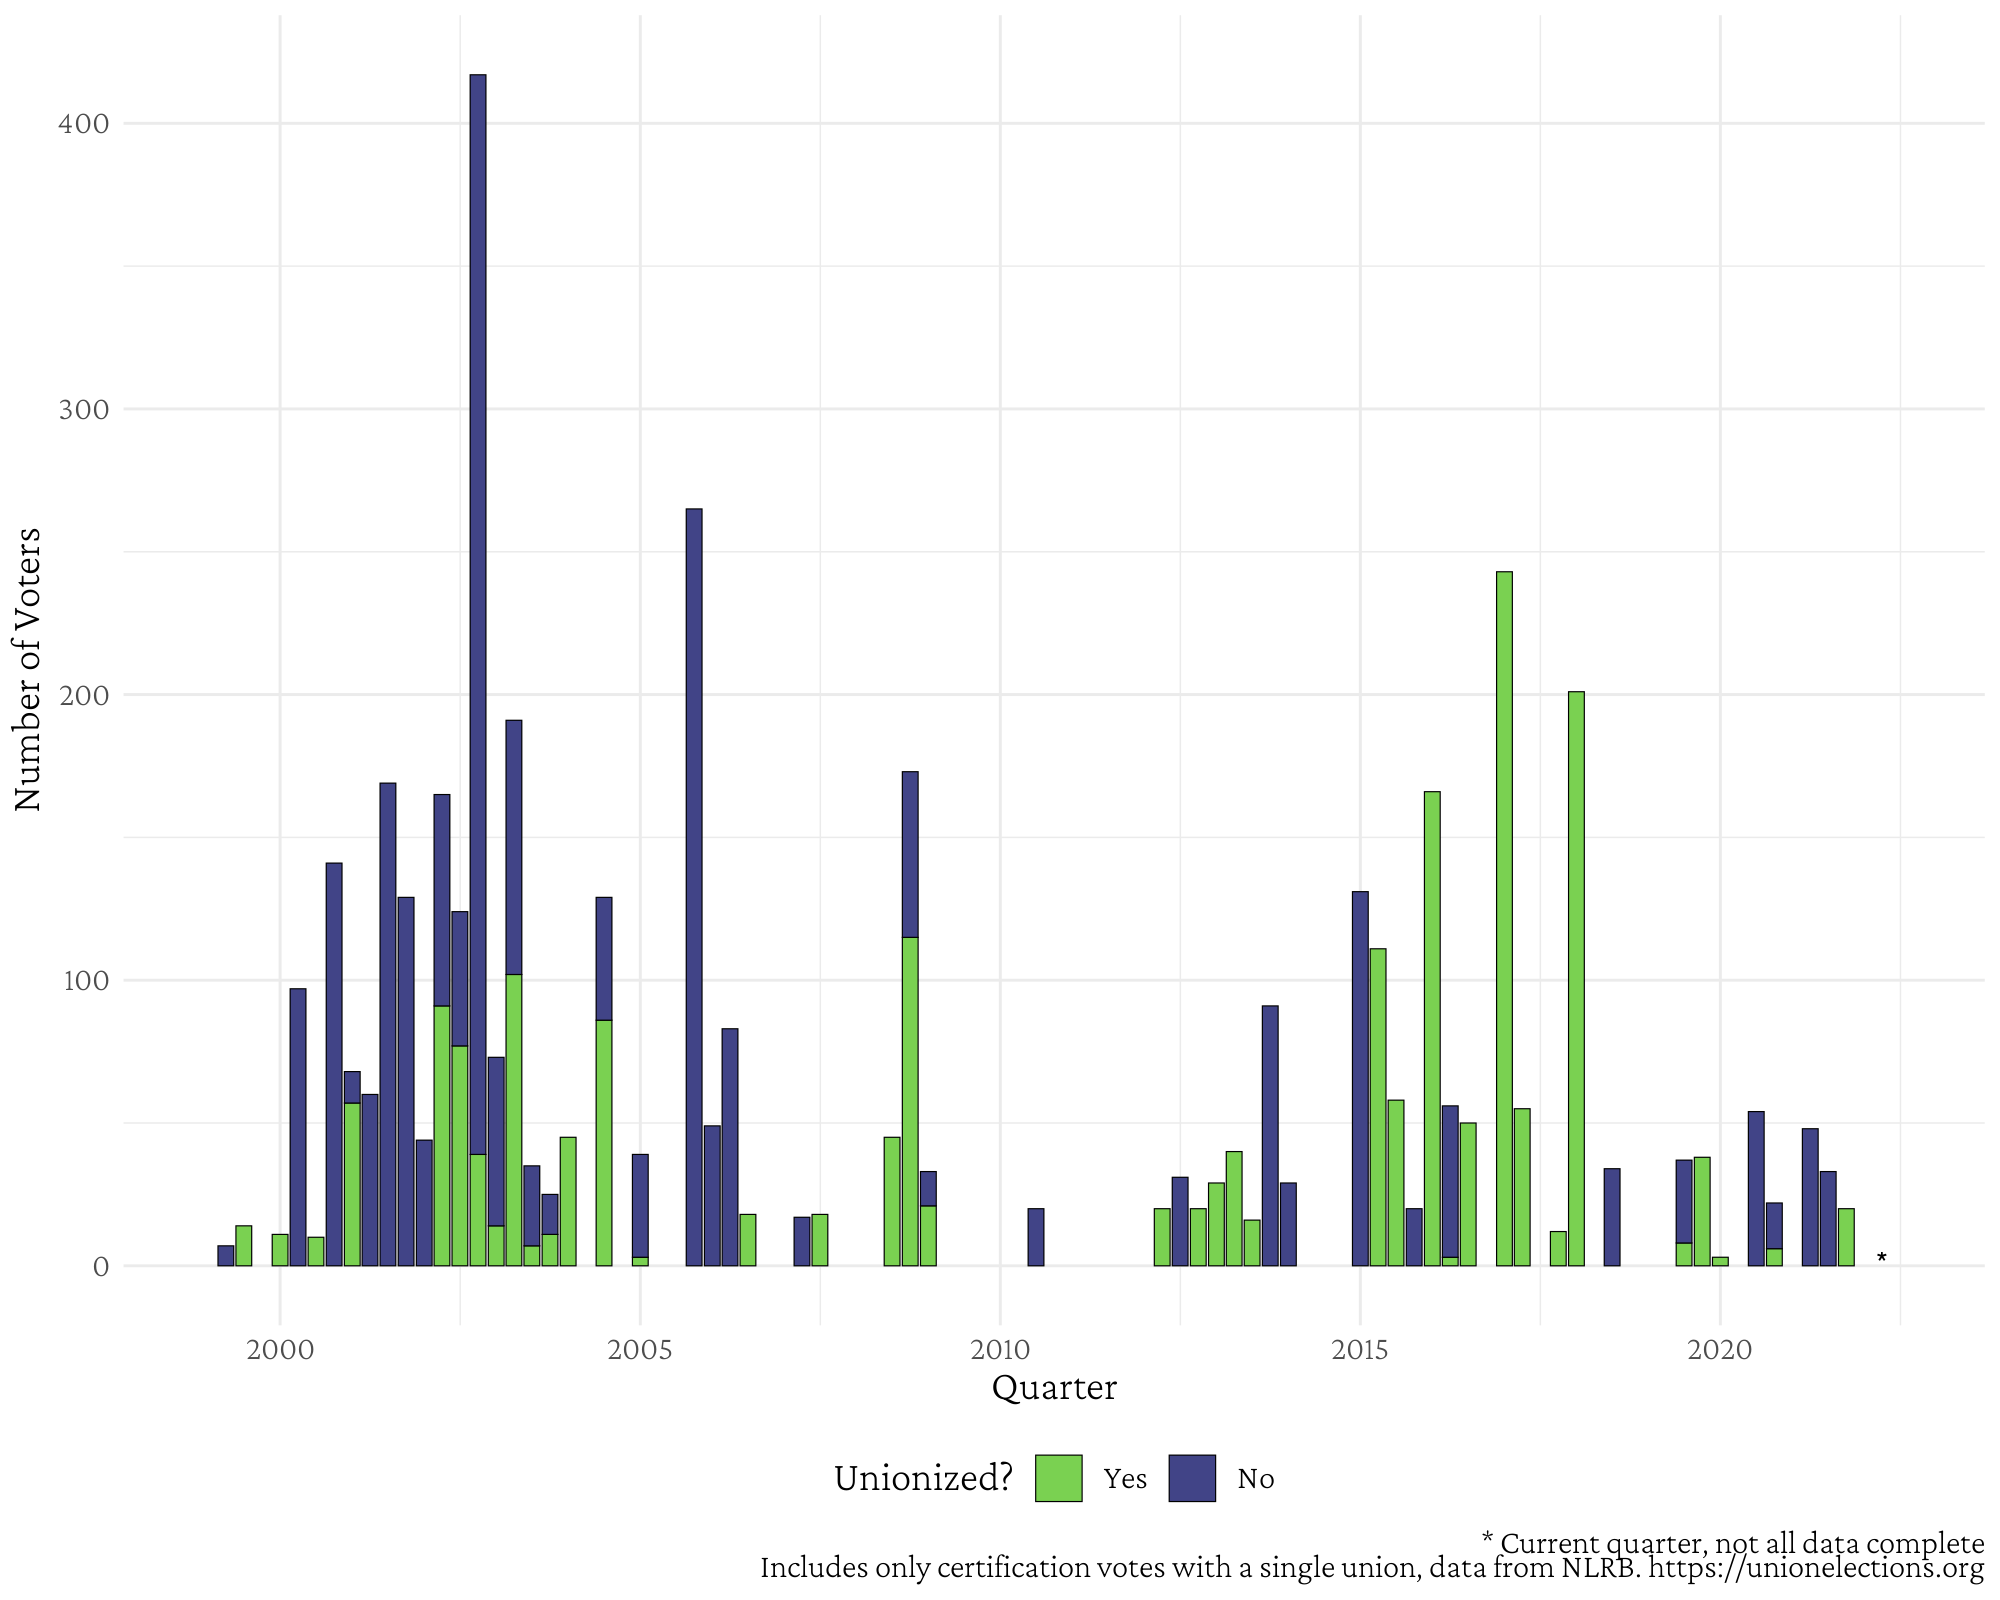 400
300
200
100
0
Number of Voters
*
2000 2005 2010 2015 2020
Quarter
Unionized? Yes No
* Current quarter, not all data complete
Includes only certification votes with a single union, data from NLRB. https://unionelections.org